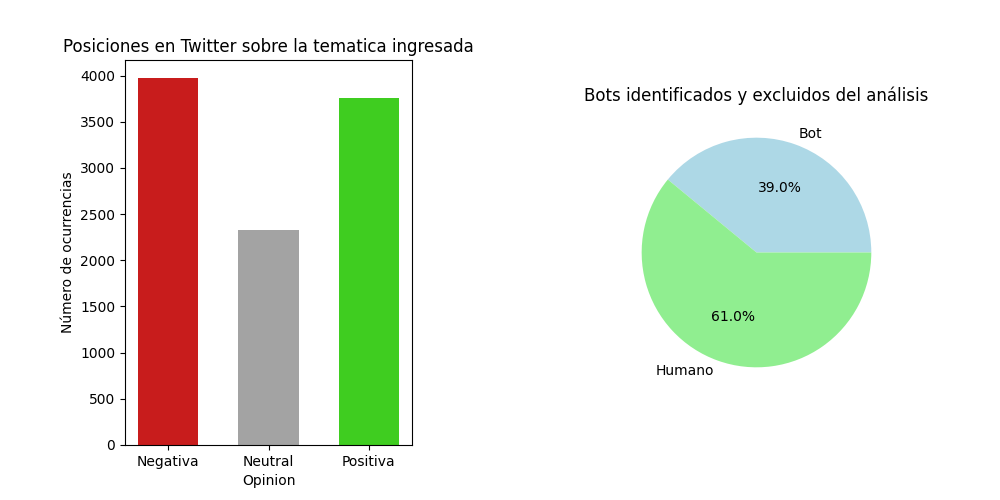 Posiciones en Twitter sobre la tematica ingresada
Número de ocurrencias
4000
3500
3000
2500
2000
1500
1000
500
0
Negativa
Neutral
Positiva
Opinion
Bots identificados y excluidos del análisis
Bot
39.0%
61.0%
Humano